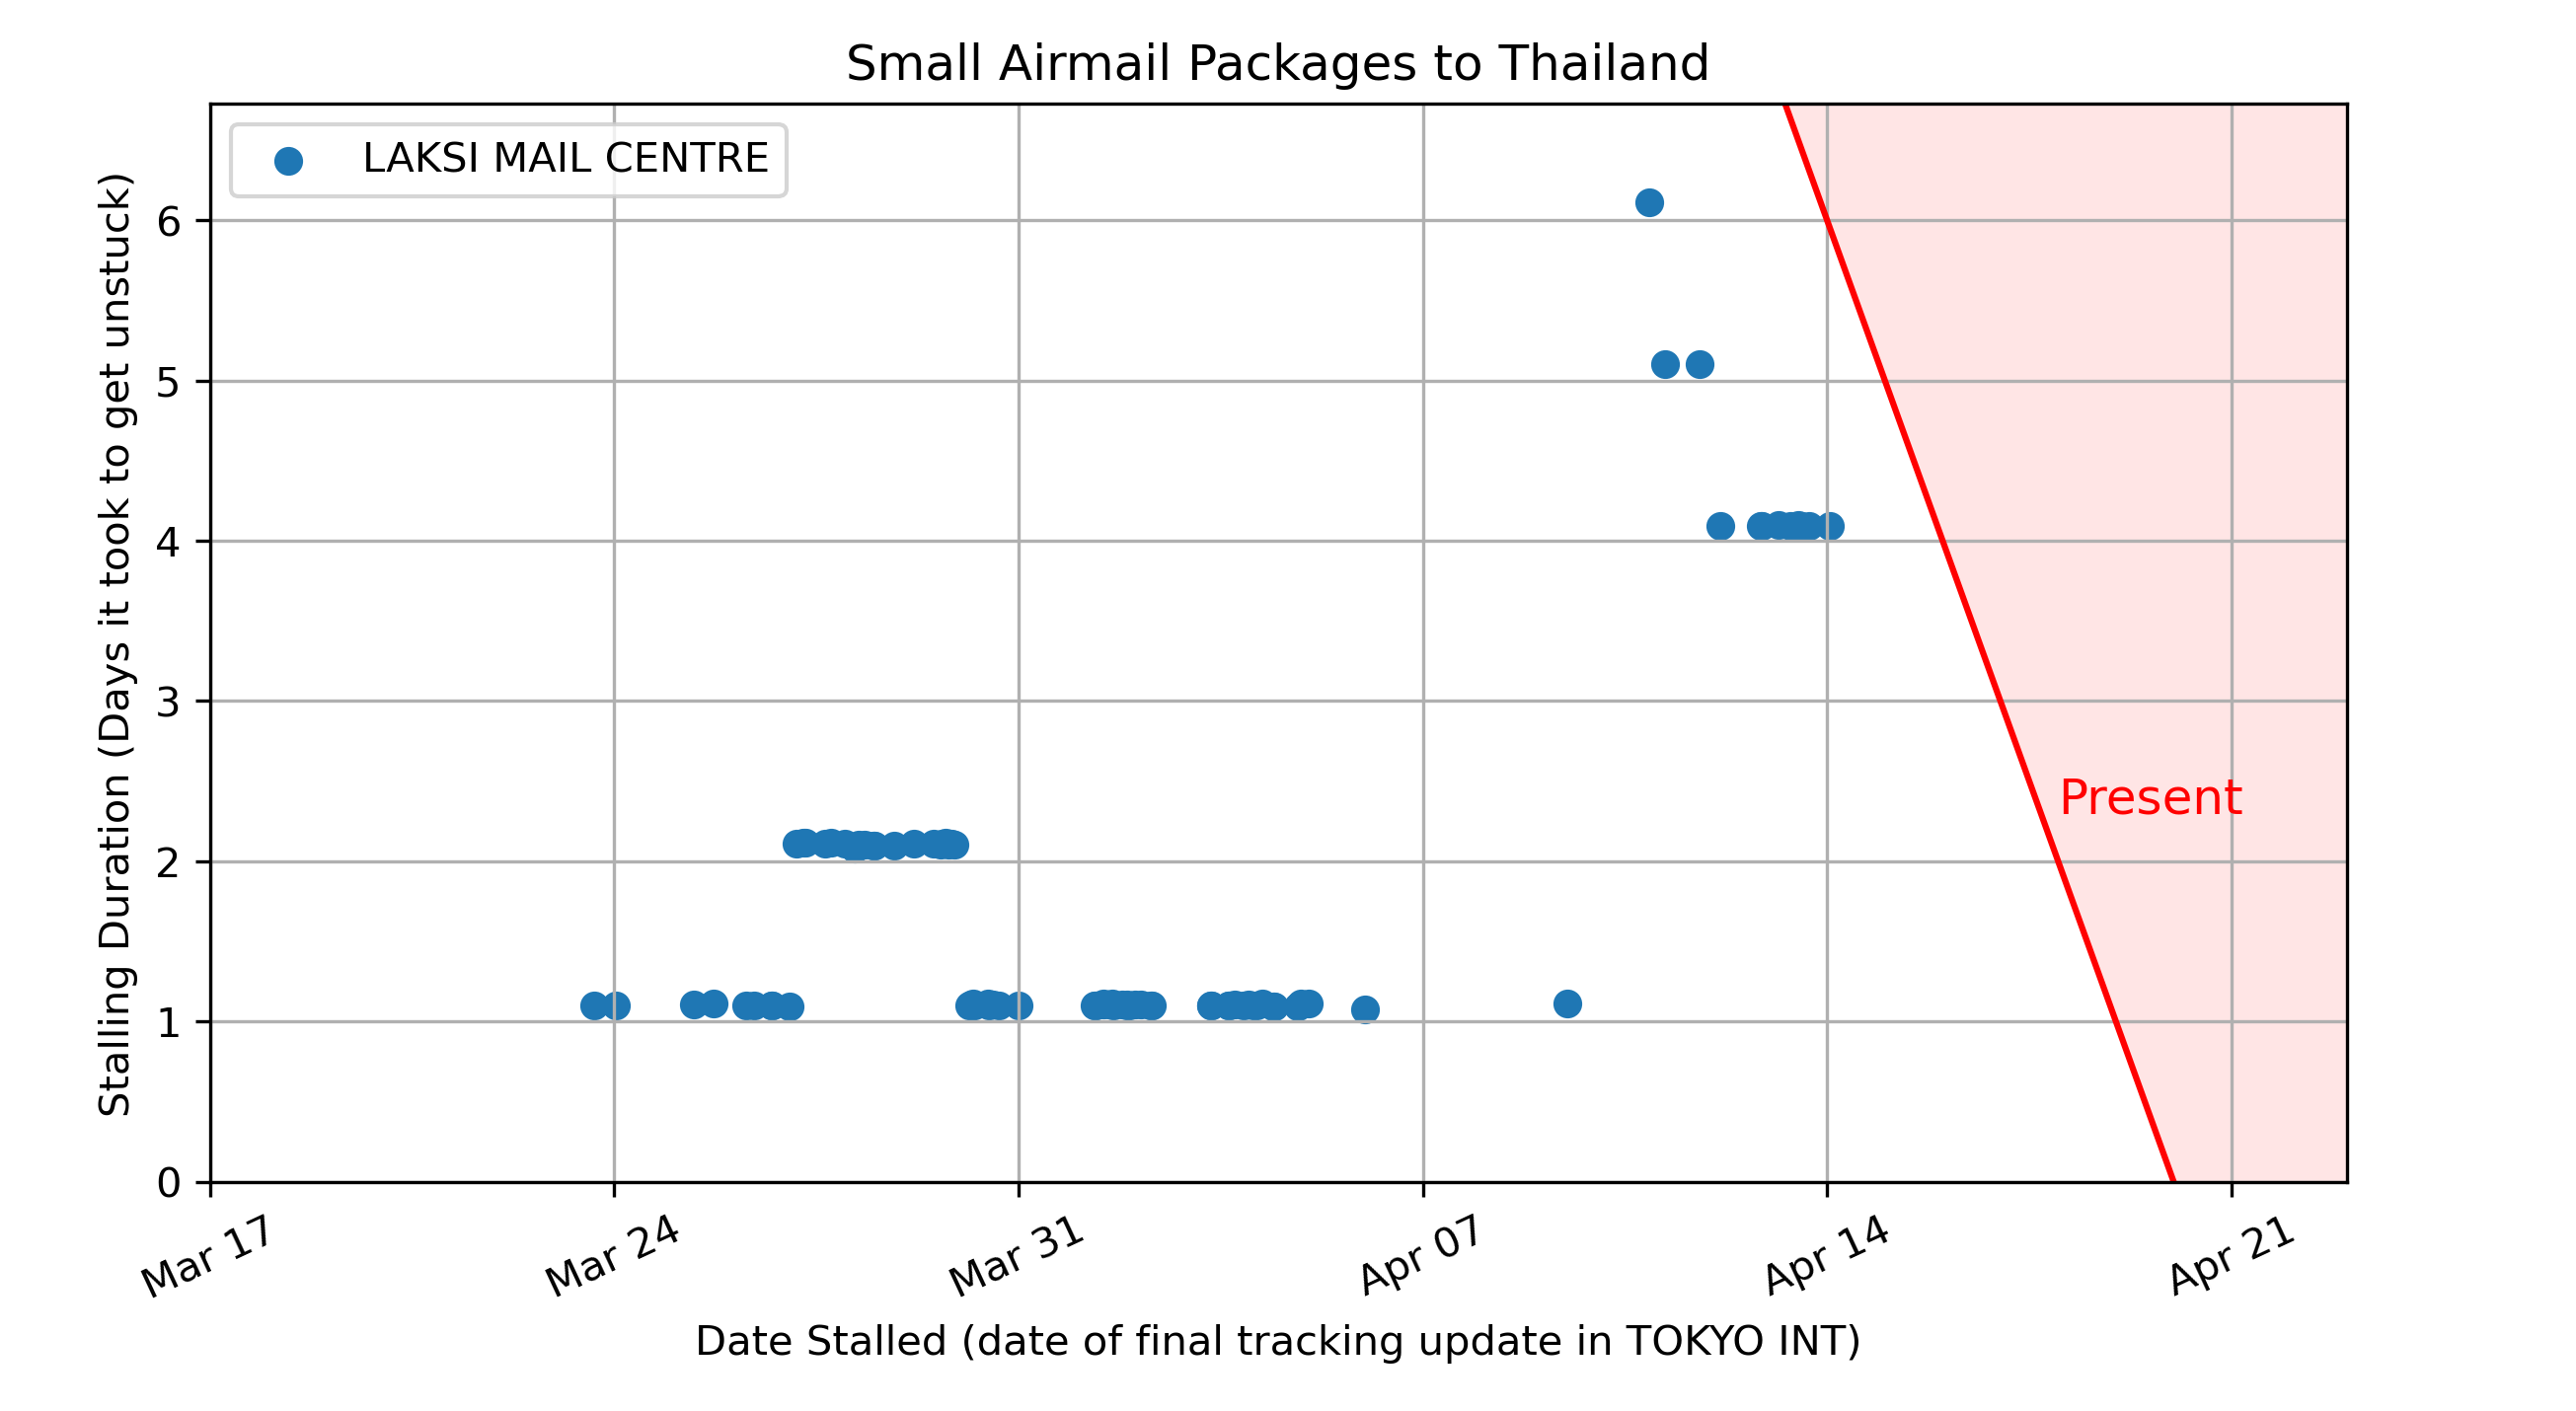 Small Airmail Packages to Thailand
LAKSI MAIL CENTRE
Stalling Duration (Days it took to get unstuck)
6
5
4
3
2
1
0
Present
Mar 17
Mar 24
Mar 31
Apr 07
Apr 14
Apr 21
Date Stalled (date of final tracking update in TOKYO INT)